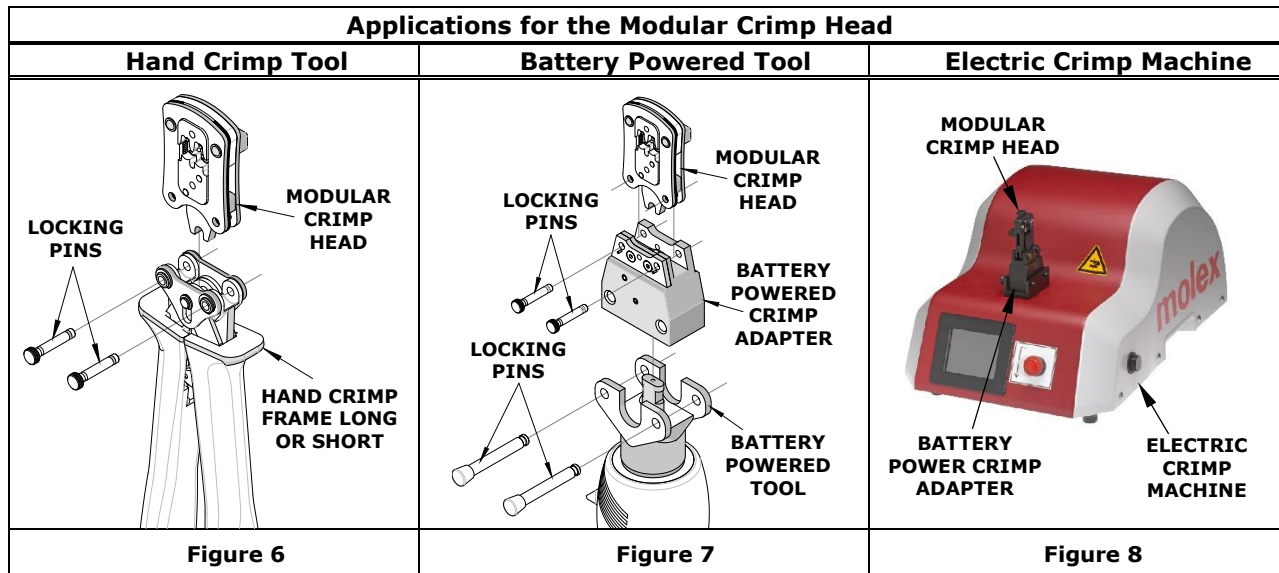 Applications for the Modular Crimp Head
Hand Crimp Tool
Battery Powered Tool
Electric Crimp Machine
MODULAR
CRIMP
HEAD
LOCKING
PINS
HAND CRIMP
FRAME LONG
OR SHORT
MODULAR
CRIMP
HEAD
LOCKING
PINS
BATTERY
POWERED
CRIMP
ADAPTER
LOCKING
PINS
BATTERY
POWERED
TOOL
MODULAR
CRIMP HEAD
molex
BATTERY
POWER CRIMP
ADAPTER
ELECTRIC
CRIMP
MACHINE
Figure 6
Figure 7
Figure 8